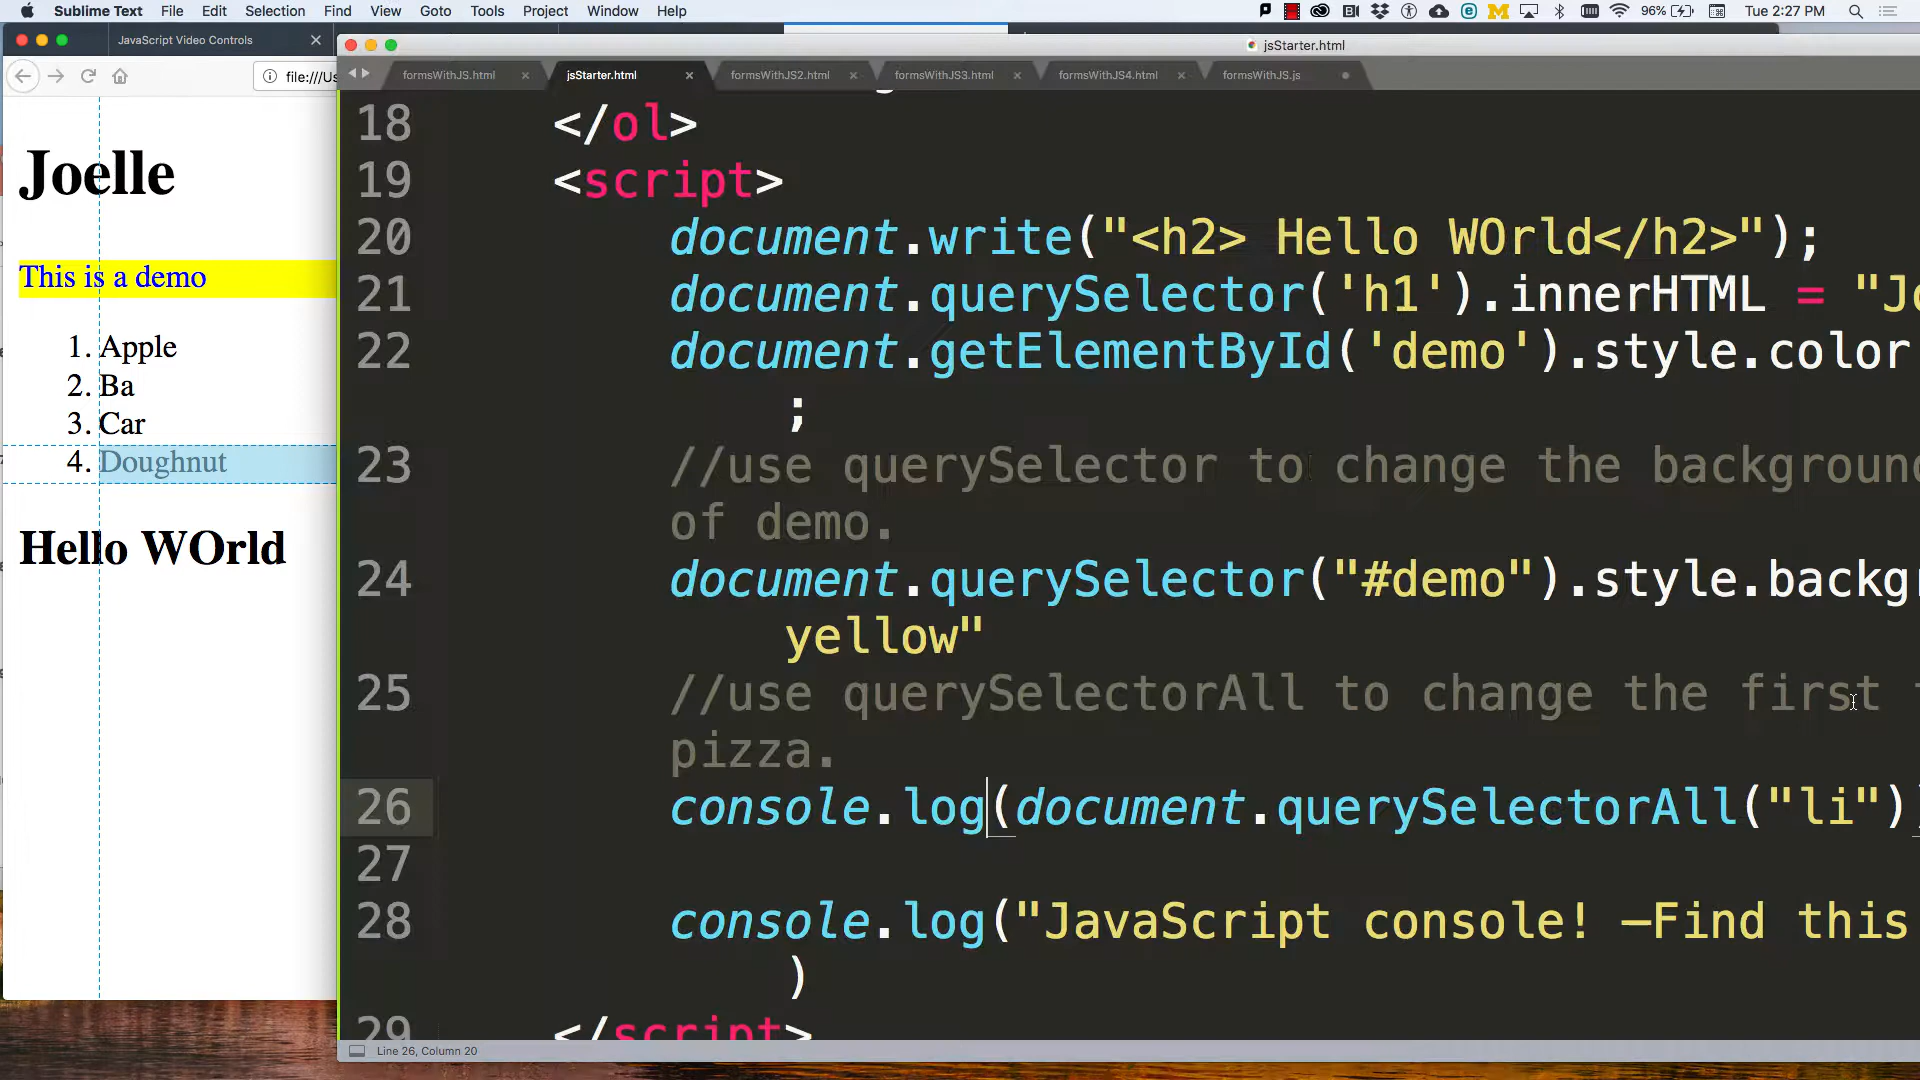 Sublime Text File Edit Selection Find View Goto Tools Project Window Help 96% Tue 2:27 PM
JavaScript Video Controls
jsStarter.html
formsWithJS.html jsStarter.html formsWithJS2.html formsWithJS3.html formsWithJS4.html formsWithJS.js
file:///Us
Joelle
This is a demo
1. Apple
2. Ba
3. Car
4. Doughnut
Hello WOrld
18 </ol>
19 <script>
20 document.write("<h2> Hello WOrld</h2>");
21 document.querySelector('h1').innerHTML = "Jo
22 document.getElementById('demo').style.color
;
23 //use querySelector to change the background
of demo.
24 document.querySelector("#demo").style.backgr
yellow"
25 //use querySelectorAll to change the first
pizza.
26 console.log(document.querySelectorAll("li")
27
28 console.log("JavaScript console! –Find this
)
29 </script>
Line 26, Column 20